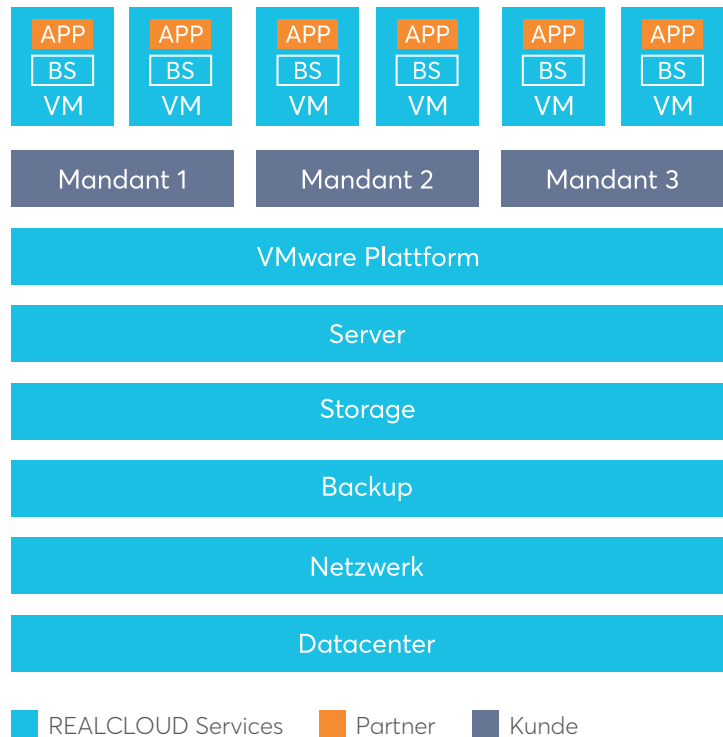 APP APP APP APP APP APP
BS BS BS BS BS BS
VM VM VM VM VM VM
Mandant 1 Mandant 2 Mandant 3
VMware Plattform
Server
Storage
Backup
Netzwerk
Datacenter
REALCLOUD Services Partner Kunde